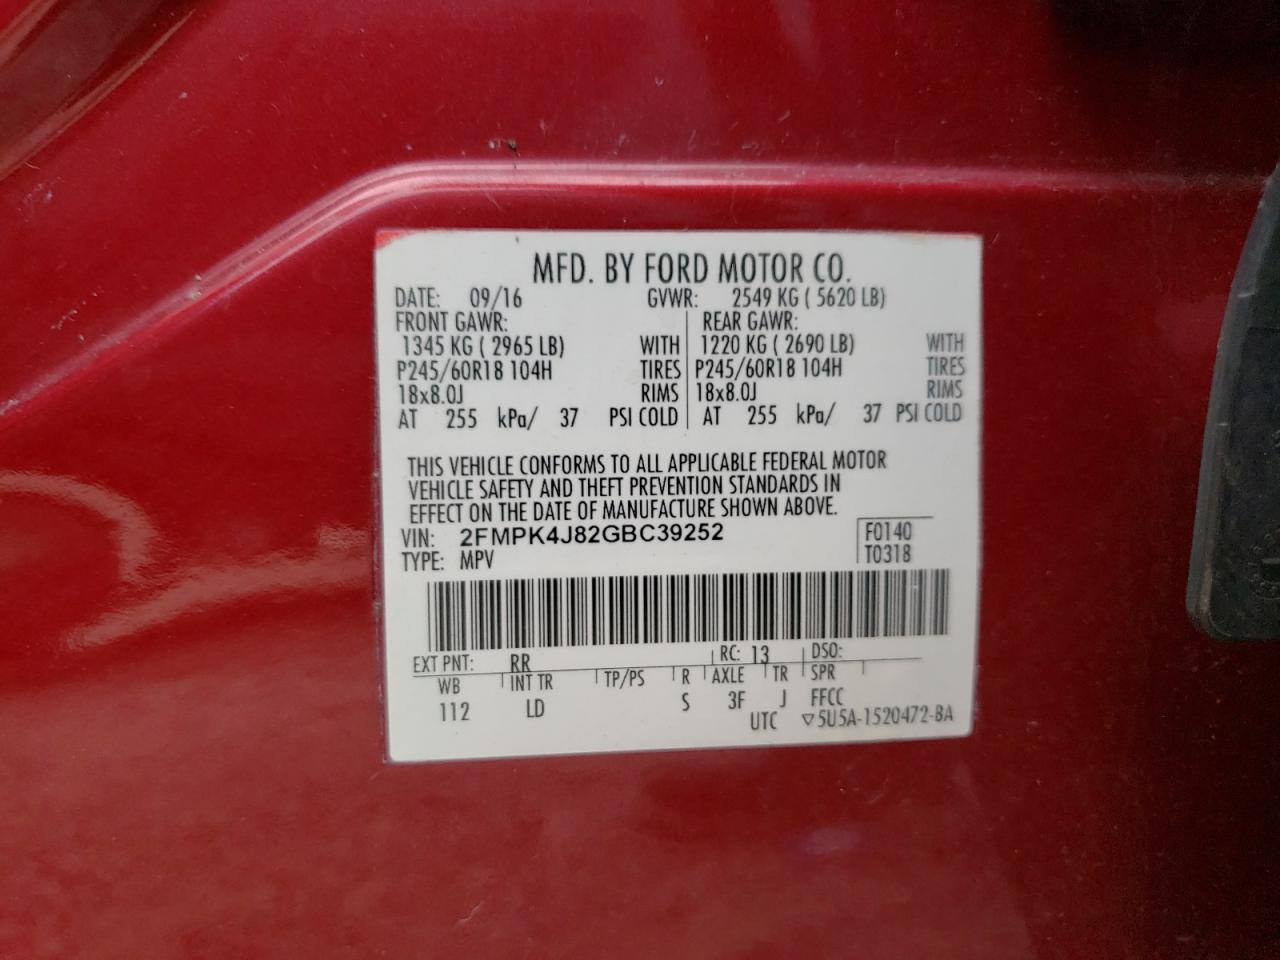 MFD. BY FORD MOTOR CO.
DATE: 09/16 GVWR: 2549 KG ( 5620 LB)
FRONT GAWR: REAR GAWR:
1345 KG ( 2965 LB) WITH 1220 KG ( 2690 LB) WITH
P245/60R18 104H TIRES P245/60R18 104H TIRES
18x8.0J RIMS 18x8.0J RIMS
AT 255 kPa/ 37 PSI COLD AT 255 kPa/ 37 PSI COLD
THIS VEHICLE CONFORMS TO ALL APPLICABLE FEDERAL MOTOR
VEHICLE SAFETY AND THEFT PREVENTION STANDARDS IN
EFFECT ON THE DATE OF MANUFACTURE SHOWN ABOVE.
VIN: 2FMPK4J82GBC39252 F0140
TYPE: MPV T0318
EXT PNT: RR RC: 13 DSO:
WB INT TR TP/PS R AXLE TR SPR
112 LD S 3F J FFCC
UTC ▽5U5A-1520472-BA